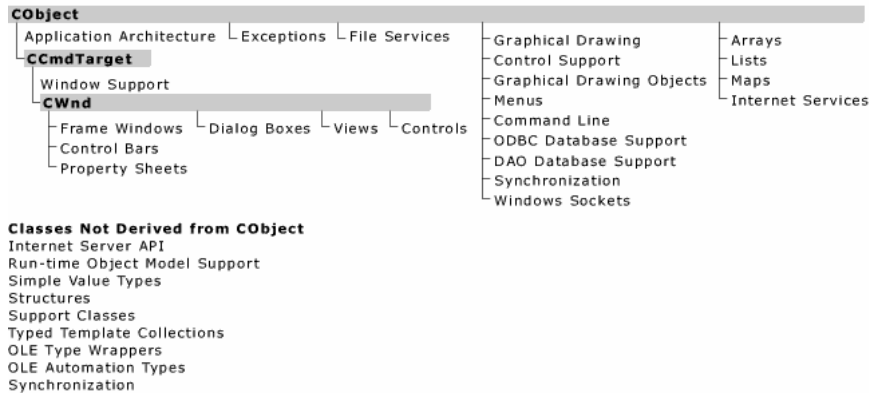 CObject
Application Architecture
Exceptions
File Services
CCmdTarget
Window Support
CWnd
Frame Windows
Control Bars
Property Sheets
Dialog Boxes
Views
Controls
Graphical Drawing
Control Support
Graphical Drawing Objects
Menus
Command Line
ODBC Database Support
DAO Database Support
Synchronization
Windows Sockets
Arrays
Lists
Maps
Internet Services
Classes Not Derived from CObject
Internet Server API
Run-time Object Model Support
Simple Value Types
Structures
Support Classes
Typed Template Collections
OLE Type Wrappers
OLE Automation Types
Synchronization